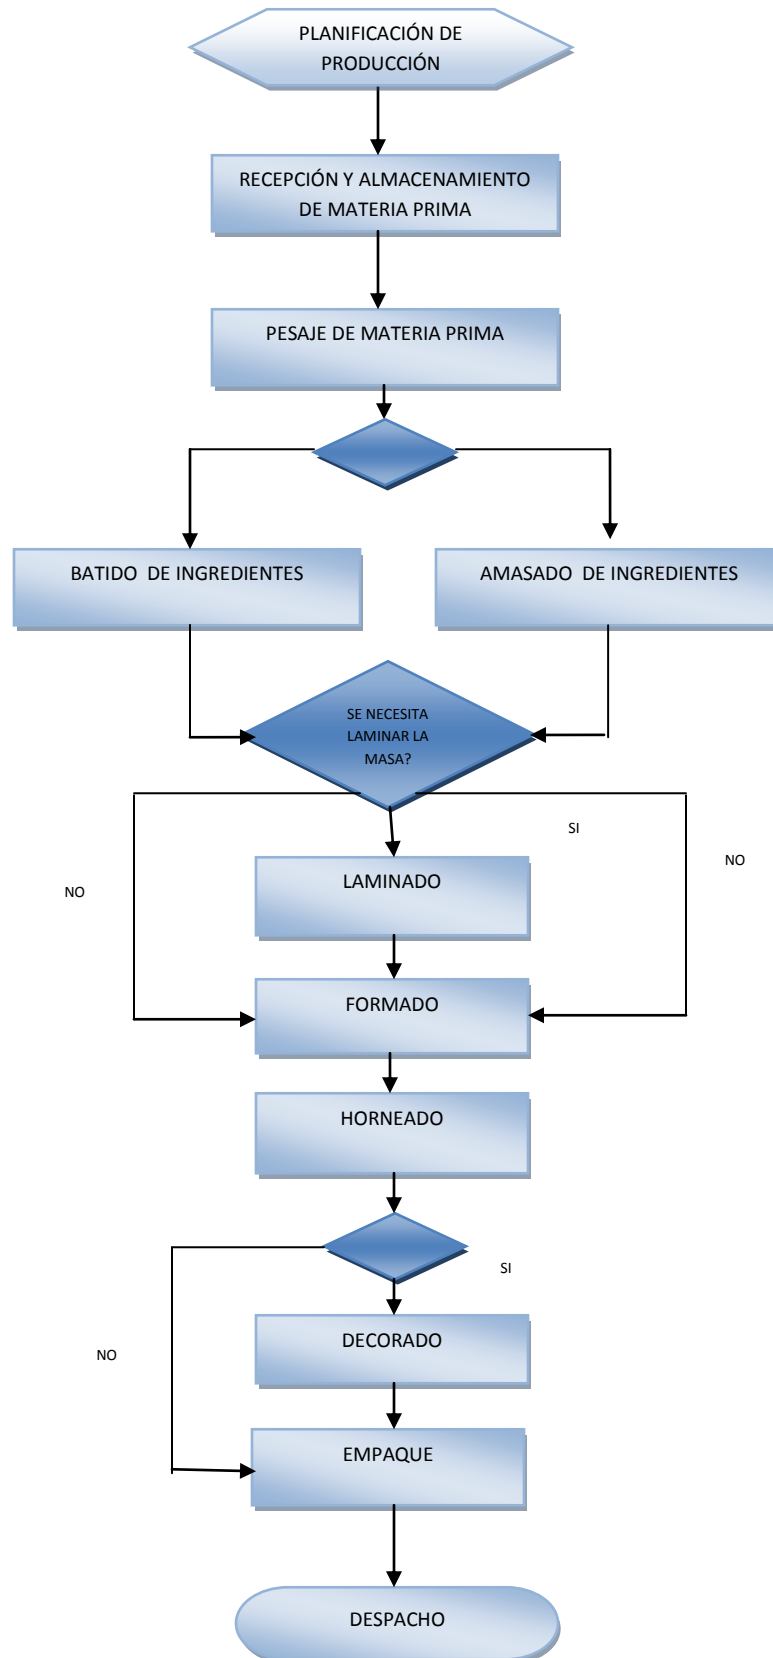 PLANIFICACIÓN DE
PRODUCCIÓN
RECEPCIÓN Y ALMACENAMIENTO
DE MATERIA PRIMA
PESAJE DE MATERIA PRIMA
BATIDO  DE INGREDIENTES
AMASADO  DE INGREDIENTES
SE NECESITA
LAMINAR LA
MASA?
SI
NO
NO
LAMINADO
FORMADO
HORNEADO
SI
DECORADO
NO
EMPAQUE
DESPACHO